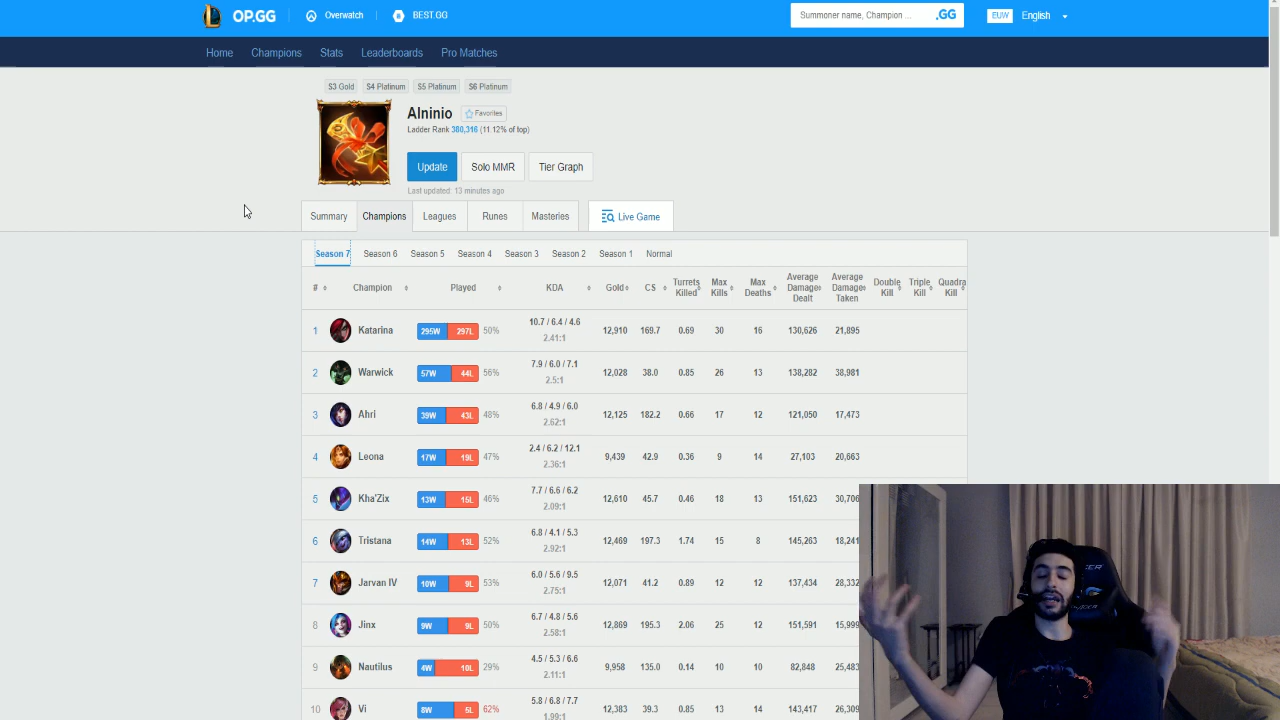 OP.GG Overwatch BEST.GG Summoner name, Champion ... .GG EUW English
Home Champions Stats Leaderboards Pro Matches
S3 Gold S4 Platinum S5 Platinum S6 Platinum
Alninio Favorites
Ladder Rank 380,316 (11.12% of top)
Update Solo MMR Tier Graph
Last updated: 13 minutes ago
Summary Champions Leagues Runes Masteries Live Game
Season 7 Season 6 Season 5 Season 4 Season 3 Season 2 Season 1 Normal
# Champion Played KDA Gold CS Turrets Killed Max Kills Max Deaths Average Damage Dealt Average Damage Taken Double Kill Triple Kill Quadra Kill
1 Katarina 295W 297L 50% 10.7 / 6.4 / 4.6 12,910 169.7 0.69 30 16 130,626 21,895
2.41:1
2 Warwick 57W 44L 56% 7.9 / 6.0 / 7.1 12,028 38.0 0.85 26 13 138,282 38,981
2.5:1
3 Ahri 39W 43L 48% 6.8 / 4.9 / 6.0 12,125 182.2 0.66 17 12 121,050 17,473
2.62:1
4 Leona 17W 19L 47% 2.4 / 6.2 / 12.1 9,439 42.9 0.36 9 14 27,103 20,663
2.36:1
5 Kha'Zix 13W 15L 46% 7.7 / 6.6 / 6.2 12,610 45.7 0.46 18 13 151,623 30,706
2.09:1
6 Tristana 14W 13L 52% 6.8 / 4.1 / 5.3 12,469 197.3 1.74 15 8 145,263 18,241
2.92:1
7 Jarvan IV 10W 9L 53% 6.0 / 5.6 / 9.5 12,071 41.2 0.89 12 12 137,434 28,332
2.75:1
8 Jinx 9W 9L 50% 6.7 / 4.8 / 5.6 12,869 195.3 2.06 25 12 151,591 15,999
2.58:1
9 Nautilus 4W 10L 29% 4.5 / 5.3 / 6.6 9,958 135.0 0.14 10 10 82,848 25,483
2.11:1
10 Vi 8W 5L 62% 5.8 / 6.8 / 7.7 12,383 39.3 0.85 13 14 143,417 26,309
1.99:1